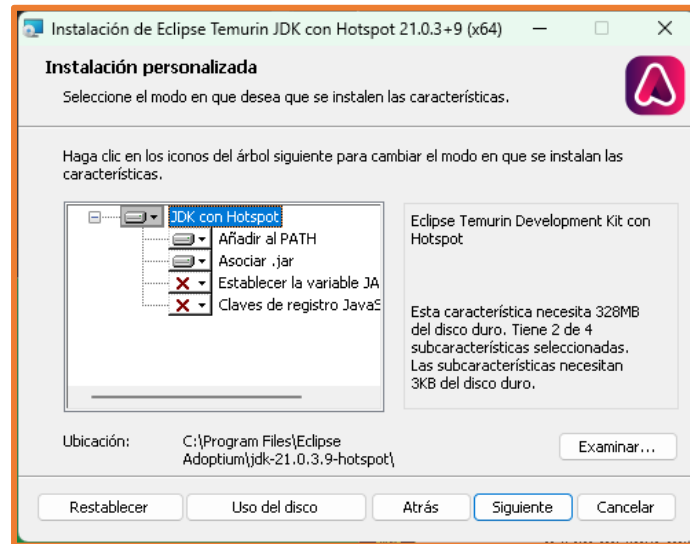 Instalación de Eclipse Temurin JDK con Hotspot 21.0.3+9 (x64)
Instalación personalizada
Seleccione el modo en que desea que se instalen las características.
Haga clic en los iconos del árbol siguiente para cambiar el modo en que se instalan las
características.
JDK con Hotspot
Añadir al PATH
Asociar .jar
Establecer la variable JA
Claves de registro JavaS
Eclipse Temurin Development Kit con
Hotspot
Esta característica necesita 328MB
del disco duro. Tiene 2 de 4
subcaracterísticas seleccionadas.
Las subcaracterísticas necesitan
3KB del disco duro.
Ubicación:
C:\Program Files\Eclipse
Adoptium\jdk-21.0.3.9-hotspot\
Examinar...
Restablecer
Uso del disco
Atrás
Siguiente
Cancelar